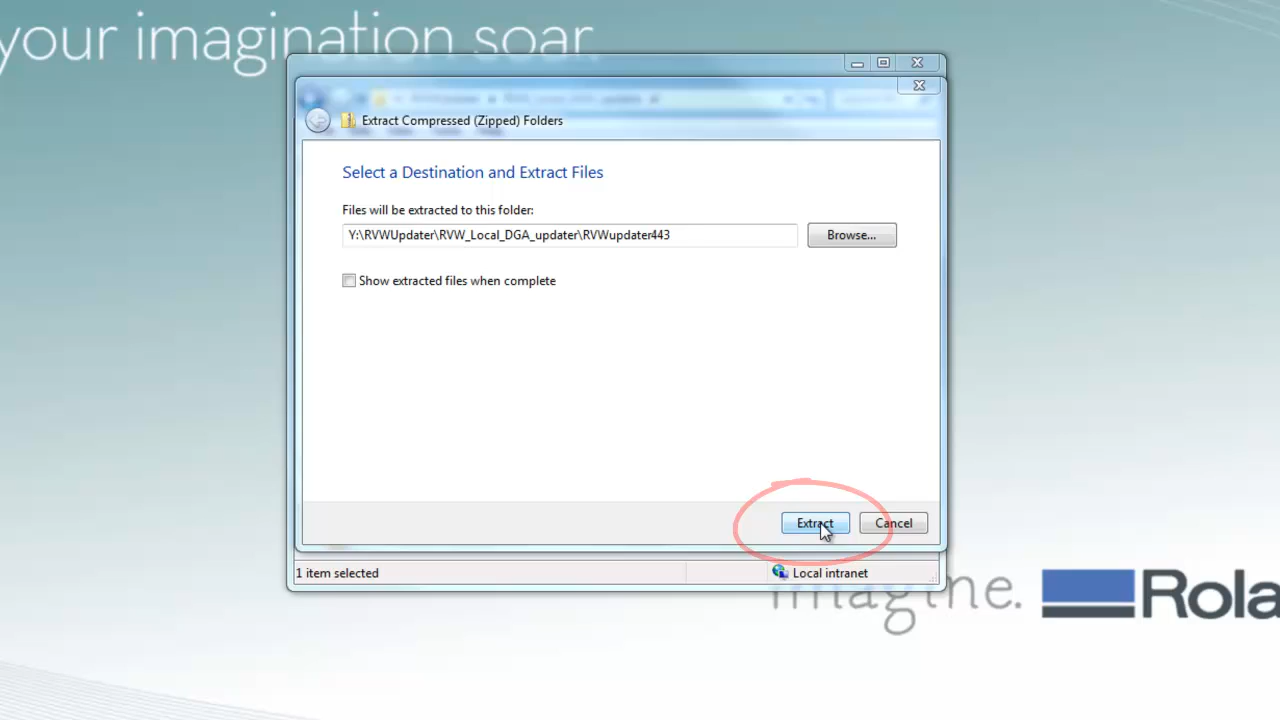 your imagination soar.
Extract Compressed (Zipped) Folders
Select a Destination and Extract Files
Files will be extracted to this folder:
Y:\RVWUpdater\RVW_Local_DGA_updater\RVWupdater443
Browse...
Show extracted files when complete
Extract
Cancel
1 item selected
Local intranet
imagine.
Rola